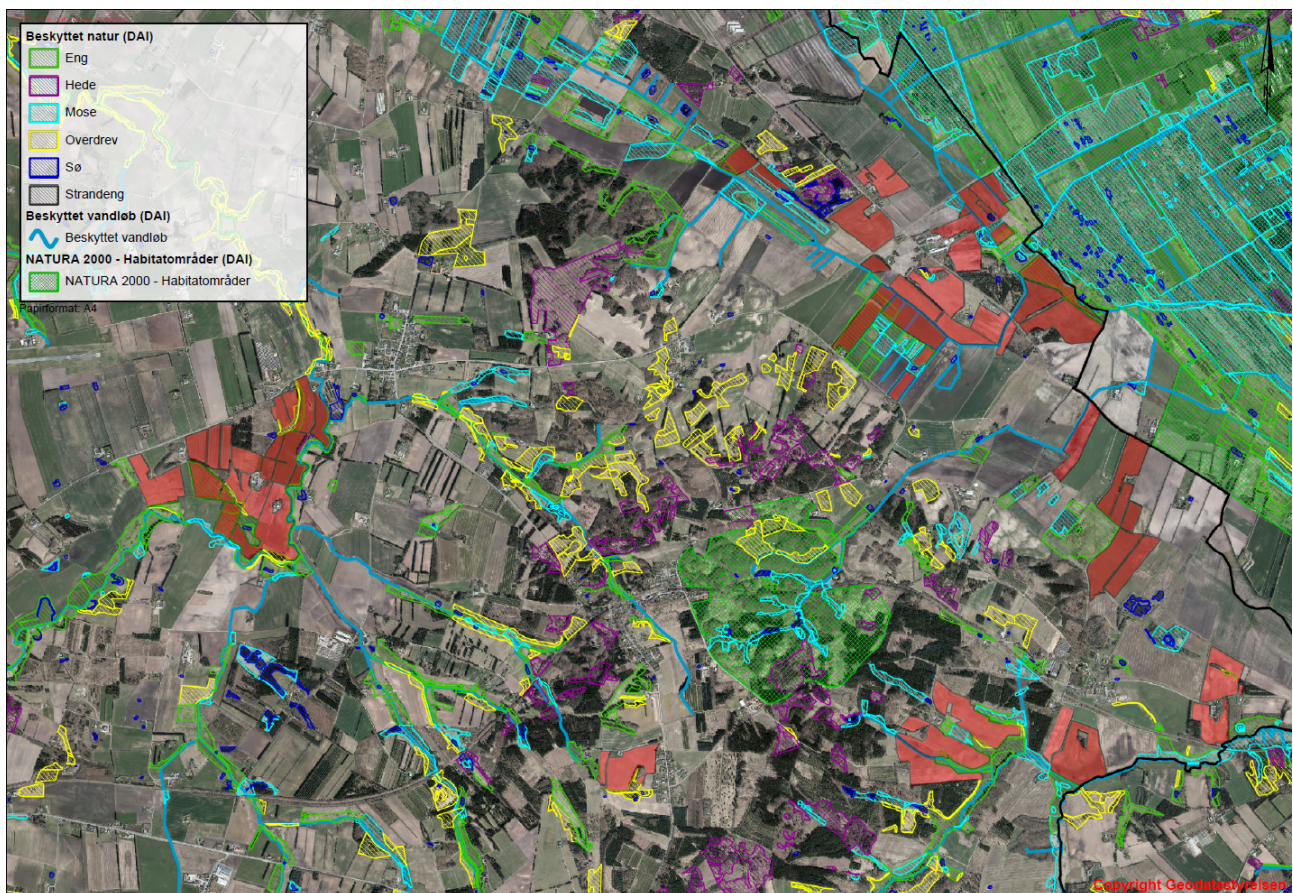 Beskyttet natur (DAI)
Eng
Hede
Mose
Overdrev
Sø
Strandeng
Beskyttet vandløb (DAI)
Beskyttet vandløb
NATURA 2000 - Habitatområder (DAI)
NATURA 2000 - Habitatområder
Papirformat: A4
Copyright Geodatastyrelsen